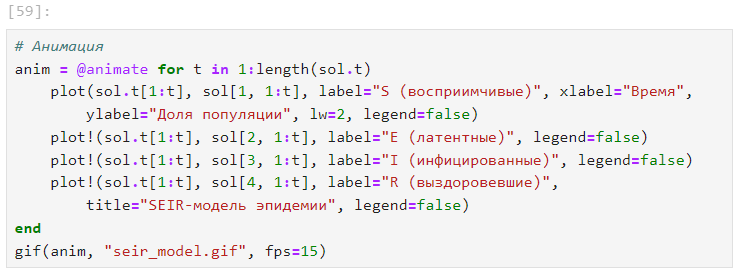 [59]:
# Анимация
anim = @animate for t in 1:length(sol.t)
    plot(sol.t[1:t], sol[1, 1:t], label="S (восприимчивые)", xlabel="Время",
        ylabel="Доля популяции", lw=2, legend=false)
    plot!(sol.t[1:t], sol[2, 1:t], label="E (латентные)", legend=false)
    plot!(sol.t[1:t], sol[3, 1:t], label="I (инфицированные)", legend=false)
    plot!(sol.t[1:t], sol[4, 1:t], label="R (выздоровевшие)",
        title="SEIR-модель эпидемии", legend=false)
end
gif(anim, "seir_model.gif", fps=15)